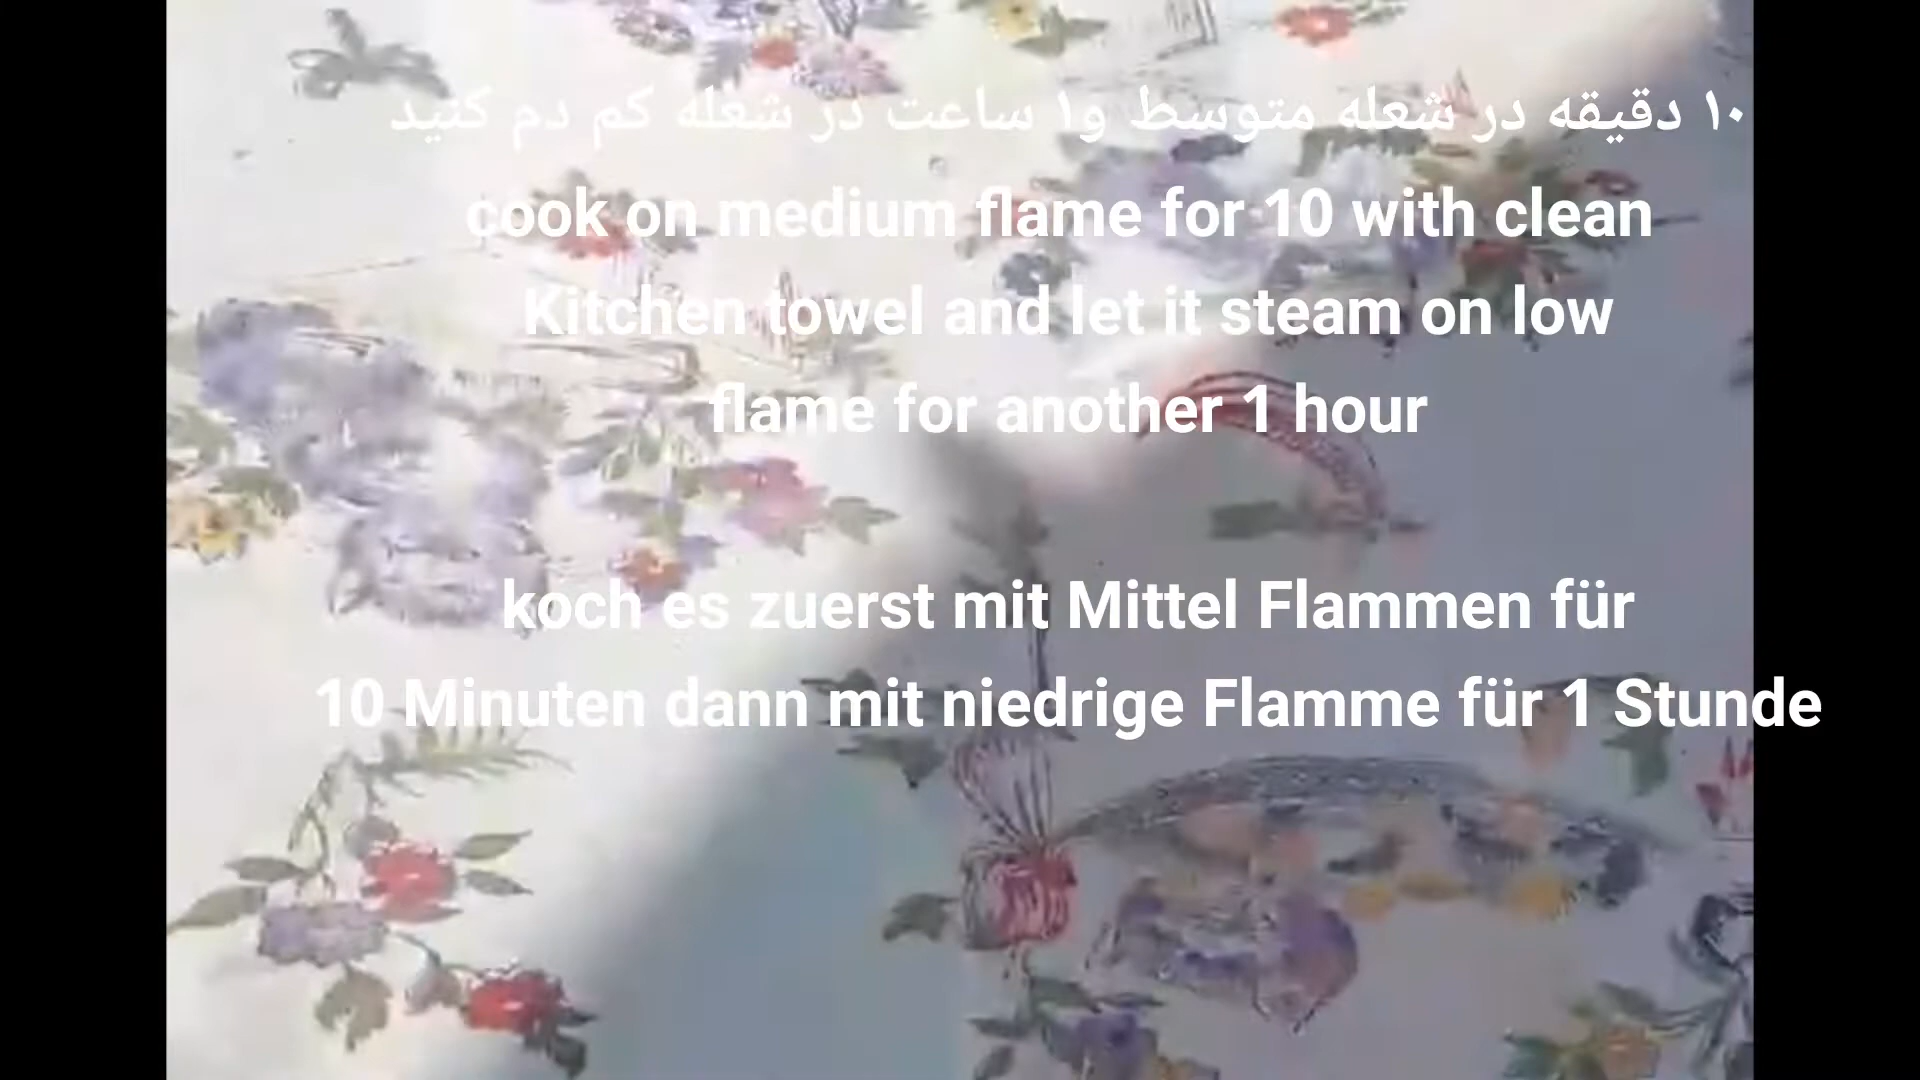 ۱۰ دقیقه در شعله متوسط و۱ ساعت در شعله کم دم کنید
cook on medium flame for 10 with clean
Kitchen towel and let it steam on low
flame for another 1 hour
koch es zuerst mit Mittel Flammen für
10 Minuten dann mit niedrige Flamme für 1 Stunde